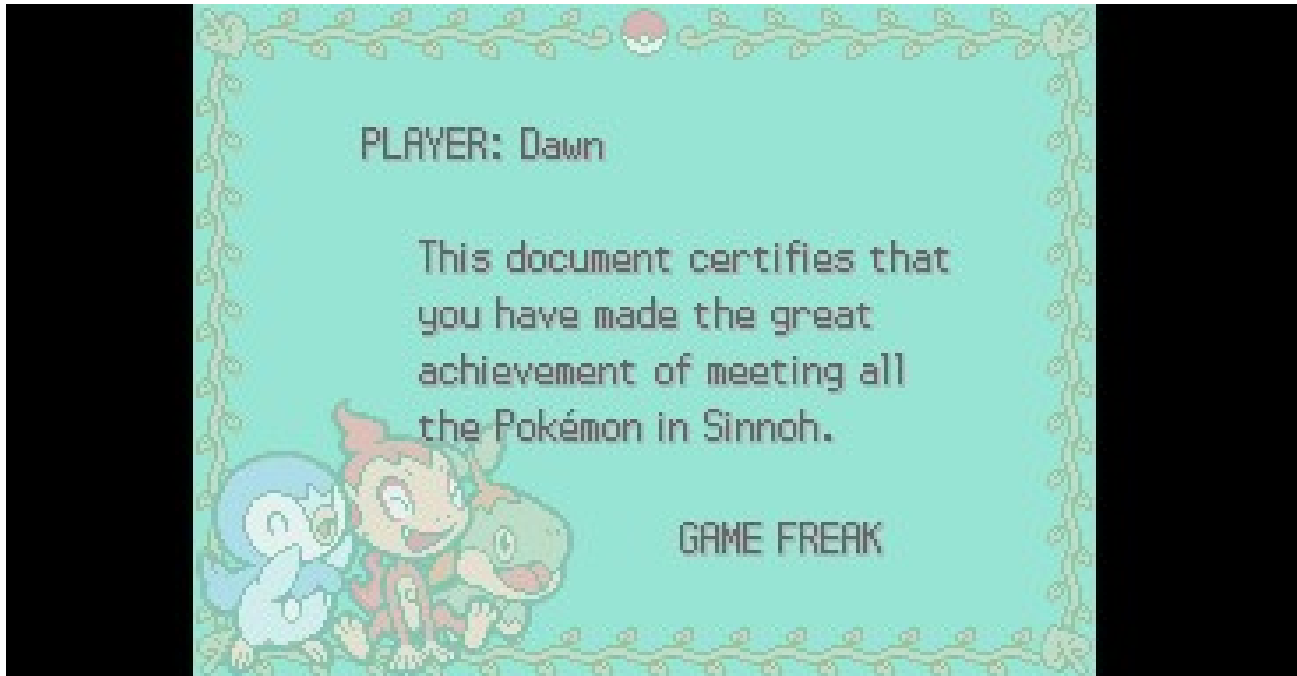 PLAYER: Dawn
This document certifies that
you have made the great
achievement of meeting all
the Pokémon in Sinnoh.
GAME FREAK